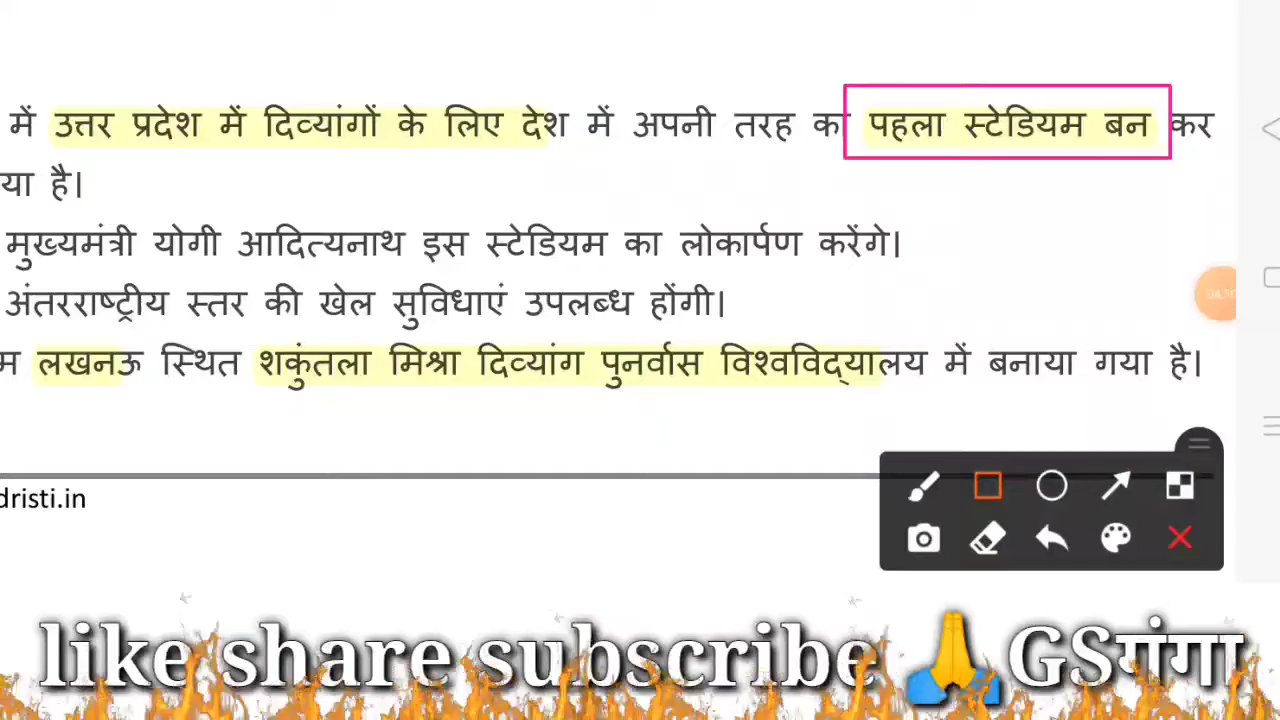 में उत्तर प्रदेश में दिव्यांगों के लिए देश में अपनी तरह का पहला स्टेडियम बन कर
या है।
मुख्यमंत्री योगी आदित्यनाथ इस स्टेडियम का लोकार्पण करेंगे।
अंतरराष्ट्रीय स्तर की खेल सुविधाएं उपलब्ध होंगी।
म लखनऊ स्थित शकुंतला मिश्रा दिव्यांग पुनर्वास विश्वविद्यालय में बनाया गया है।
dristi.in
like share subscribe 🙏 GSगंगा